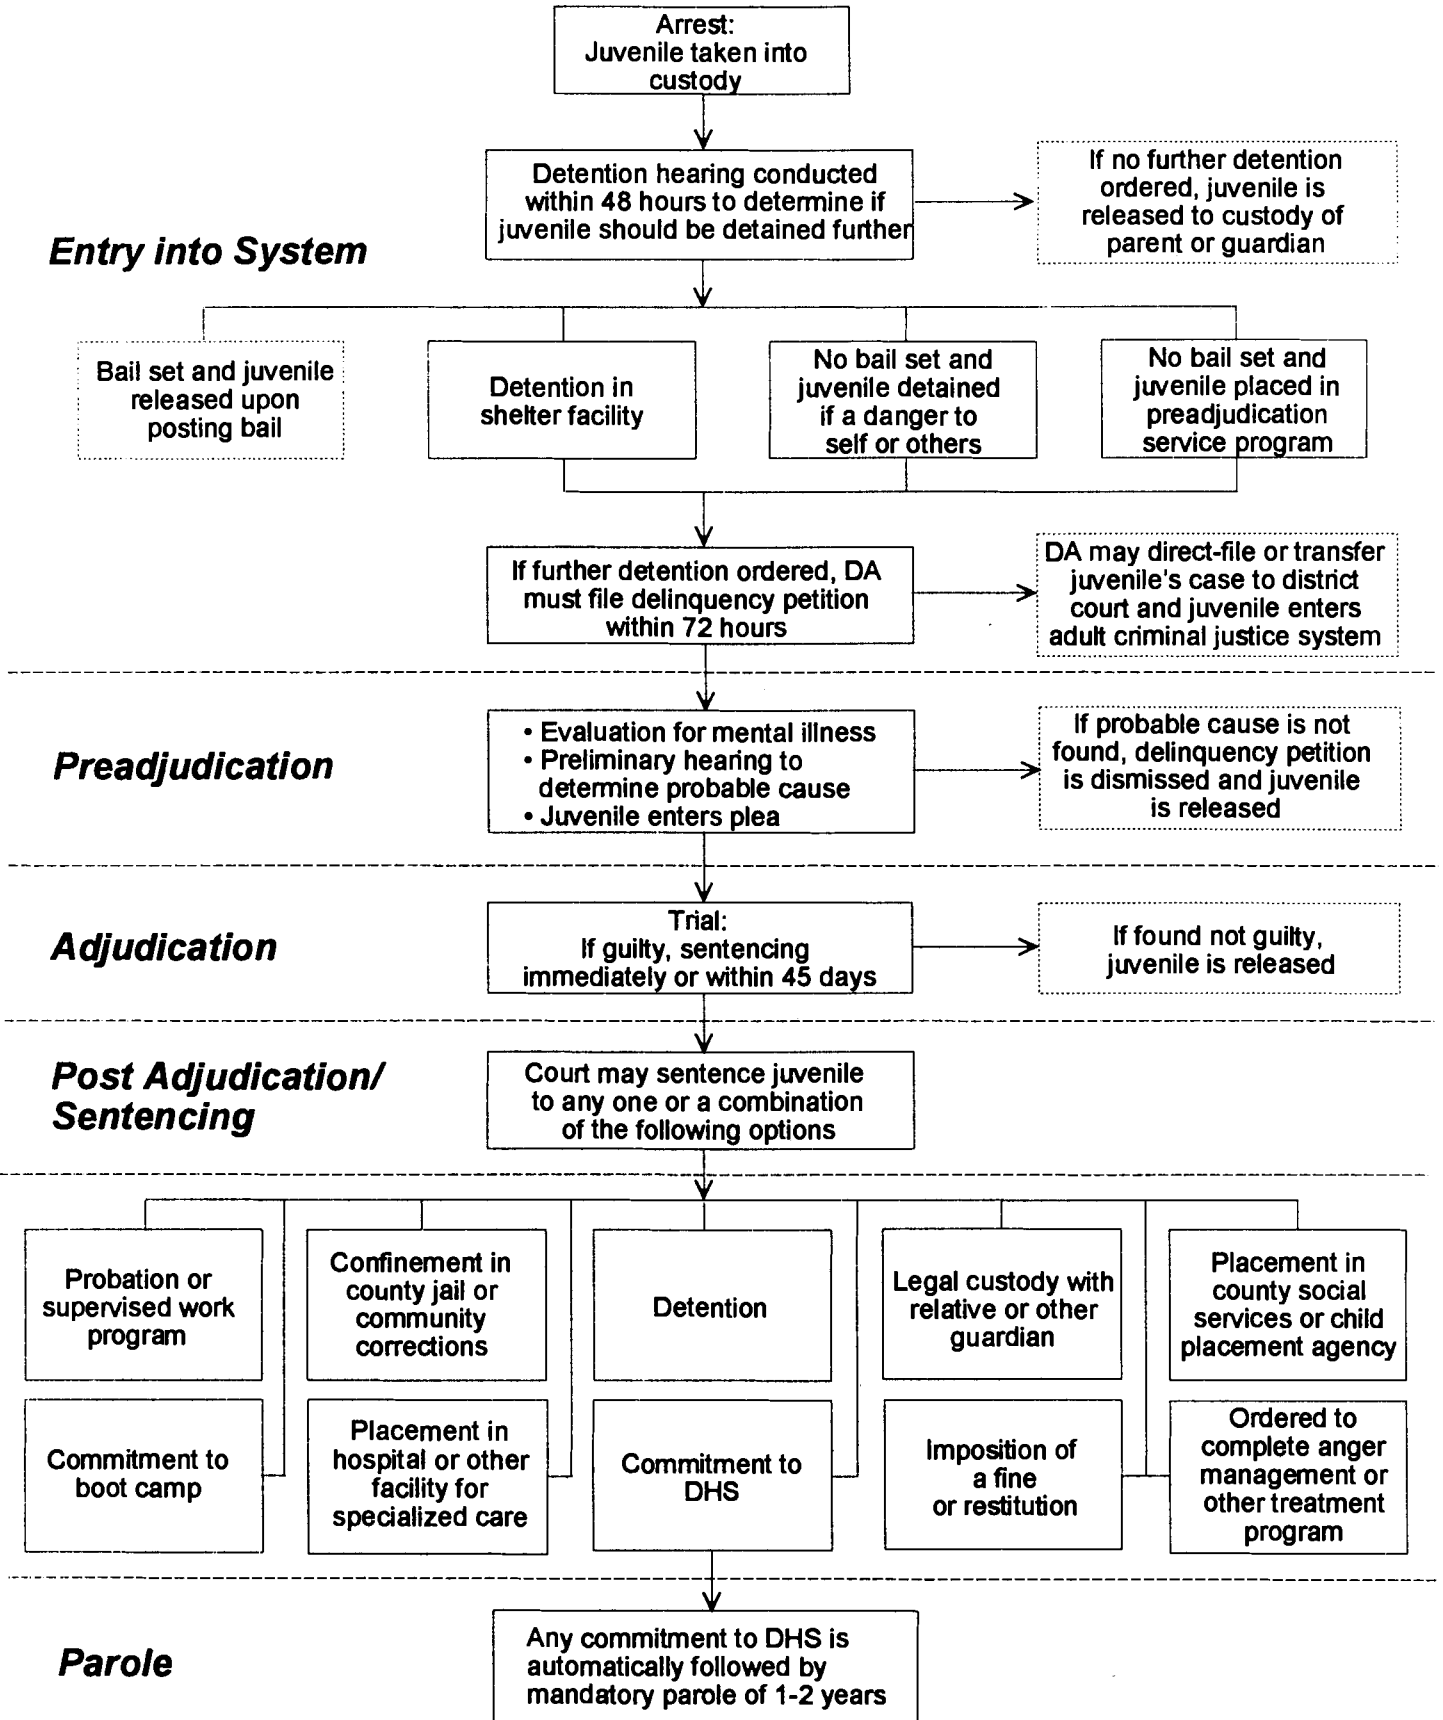 Arrest:
Juvenile taken into
custody
Detention hearing conducted
within 48 hours to determine if
juvenile should be detained further
If no further detention
ordered, juvenile is
released to custody of
parent or guardian
Entry into System
Bail set and juvenile
released upon
posting bail
Detention in
shelter facility
No bail set and
juvenile detained
if a danger to
self or others
No bail set and
juvenile placed in
preadjudication
service program
If further detention ordered, DA
must file delinquency petition
within 72 hours
DA may direct-file or transfer
juvenile's case to district
court and juvenile enters
adult criminal justice system
Preadjudication
• Evaluation for mental illness
• Preliminary hearing to
determine probable cause
• Juvenile enters plea
If probable cause is not
found, delinquency petition
is dismissed and juvenile
is released
Adjudication
Trial:
If guilty, sentencing
immediately or within 45 days
If found not guilty,
juvenile is released
Post Adjudication/
Sentencing
Court may sentence juvenile
to any one or a combination
of the following options
Probation or
supervised work
program
Confinement in
county jail or
community
corrections
Detention
Legal custody with
relative or other
guardian
Placement in
county social
services or child
placement agency
Commitment to
boot camp
Placement in
hospital or other
facility for
specialized care
Commitment to
DHS
Imposition of
a fine
or restitution
Ordered to
complete anger
management or
other treatment
program
Parole
Any commitment to DHS is
automatically followed by
mandatory parole of 1-2 years